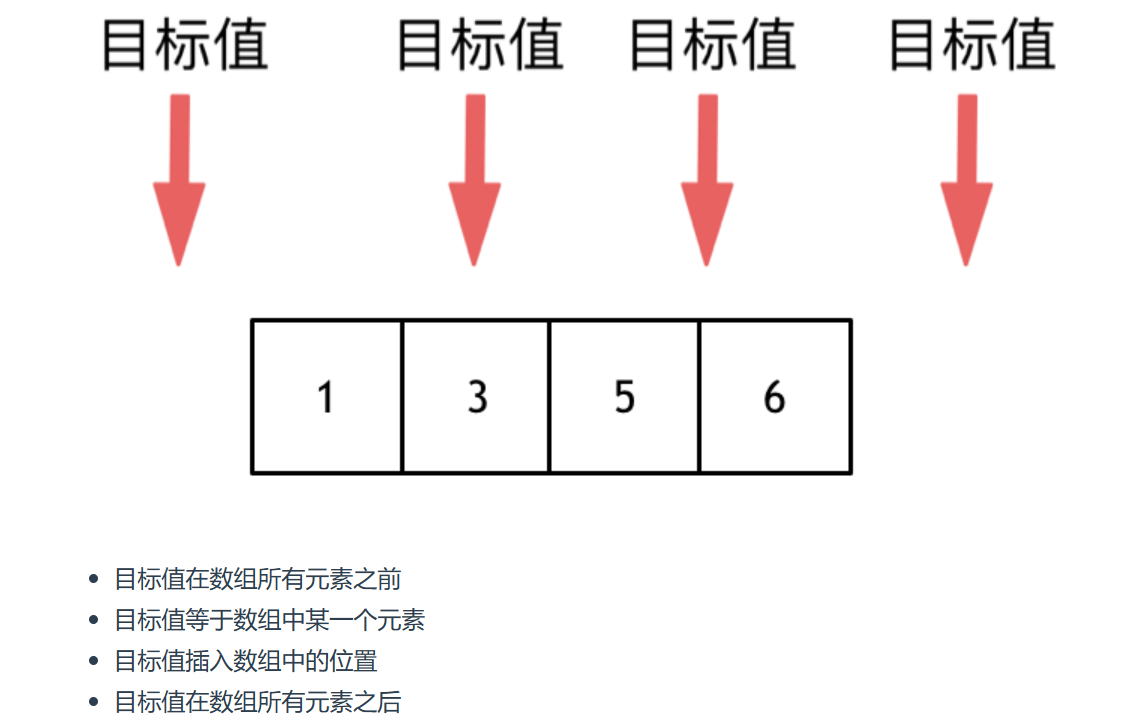 目标值 目标值 目标值 目标值
1 3 5 6
目标值在数组所有元素之前
目标值等于数组中某一个元素
目标值插入数组中的位置
目标值在数组所有元素之后